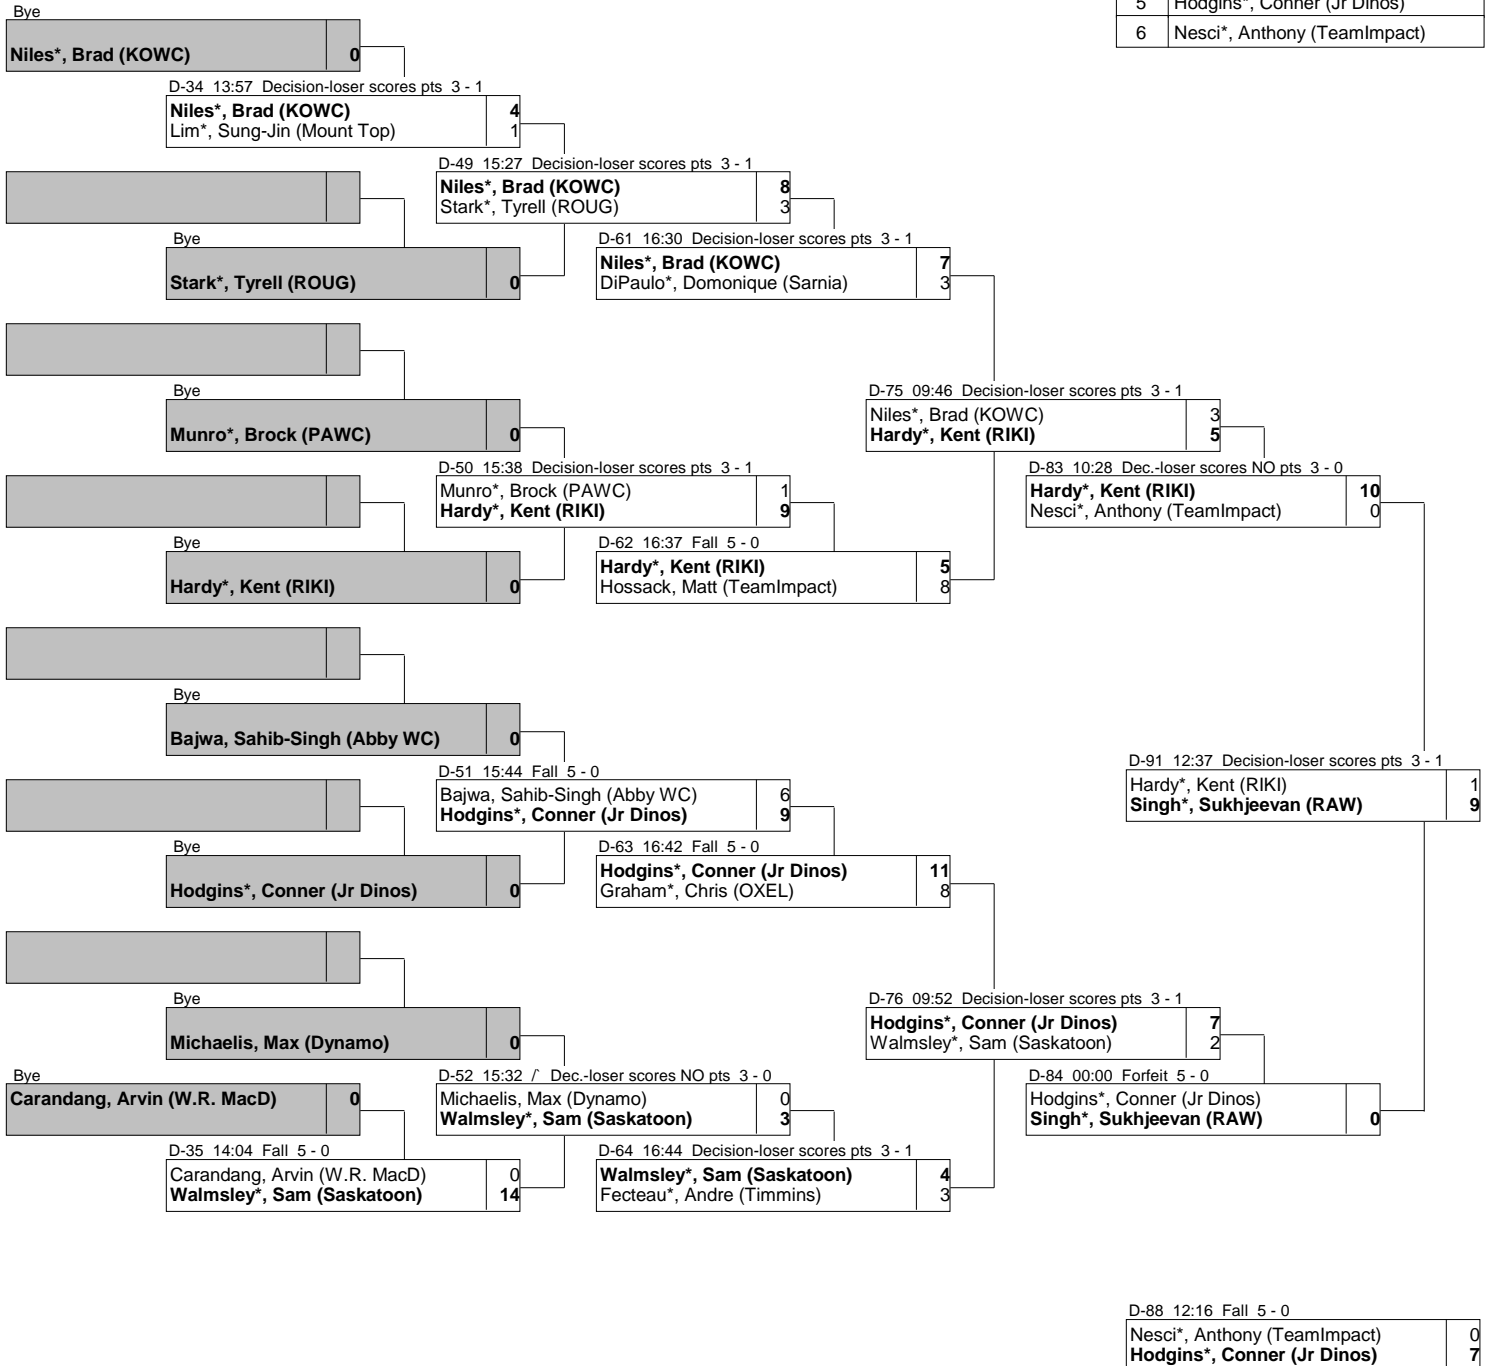 5 Hodgins*, Conner (Jr Dinos)
6 Nesci*, Anthony (TeamImpact)
Bye
Niles*, Brad (KOWC) 0
D-34 13:57 Decision-loser scores pts 3 - 1
Niles*, Brad (KOWC) 4
Lim*, Sung-Jin (Mount Top) 1
D-49 15:27 Decision-loser scores pts 3 - 1
Niles*, Brad (KOWC) 8
Stark*, Tyrell (ROUG) 3
Bye
Stark*, Tyrell (ROUG) 0
D-61 16:30 Decision-loser scores pts 3 - 1
Niles*, Brad (KOWC) 7
DiPaulo*, Domonique (Sarnia) 3
Bye
Munro*, Brock (PAWC) 0
D-75 09:46 Decision-loser scores pts 3 - 1
Niles*, Brad (KOWC) 3
Hardy*, Kent (RIKI) 5
D-50 15:38 Decision-loser scores pts 3 - 1
Munro*, Brock (PAWC) 1
Hardy*, Kent (RIKI) 9
D-83 10:28 Dec.-loser scores NO pts 3 - 0
Hardy*, Kent (RIKI) 10
Nesci*, Anthony (TeamImpact) 0
Bye
Hardy*, Kent (RIKI) 0
D-62 16:37 Fall 5 - 0
Hardy*, Kent (RIKI) 5
Hossack, Matt (TeamImpact) 8
Bye
Bajwa, Sahib-Singh (Abby WC) 0
D-51 15:44 Fall 5 - 0
Bajwa, Sahib-Singh (Abby WC) 6
Hodgins*, Conner (Jr Dinos) 9
D-91 12:37 Decision-loser scores pts 3 - 1
Hardy*, Kent (RIKI) 1
Singh*, Sukhjeevan (RAW) 9
Bye
Hodgins*, Conner (Jr Dinos) 0
D-63 16:42 Fall 5 - 0
Hodgins*, Conner (Jr Dinos) 11
Graham*, Chris (OXEL) 8
Bye
Michaelis, Max (Dynamo) 0
D-76 09:52 Decision-loser scores pts 3 - 1
Hodgins*, Conner (Jr Dinos) 7
Walmsley*, Sam (Saskatoon) 2
Bye
Carandang, Arvin (W.R. MacD) 0
D-52 15:32 / Dec.-loser scores NO pts 3 - 0
Michaelis, Max (Dynamo) 0
Walmsley*, Sam (Saskatoon) 3
D-84 00:00 Forfeit 5 - 0
Hodgins*, Conner (Jr Dinos)
Singh*, Sukhjeevan (RAW) 0
D-35 14:04 Fall 5 - 0
Carandang, Arvin (W.R. MacD) 0
Walmsley*, Sam (Saskatoon) 14
D-64 16:44 Decision-loser scores pts 3 - 1
Walmsley*, Sam (Saskatoon) 4
Fecteau*, Andre (Timmins) 3
D-88 12:16 Fall 5 - 0
Nesci*, Anthony (TeamImpact) 0
Hodgins*, Conner (Jr Dinos) 7